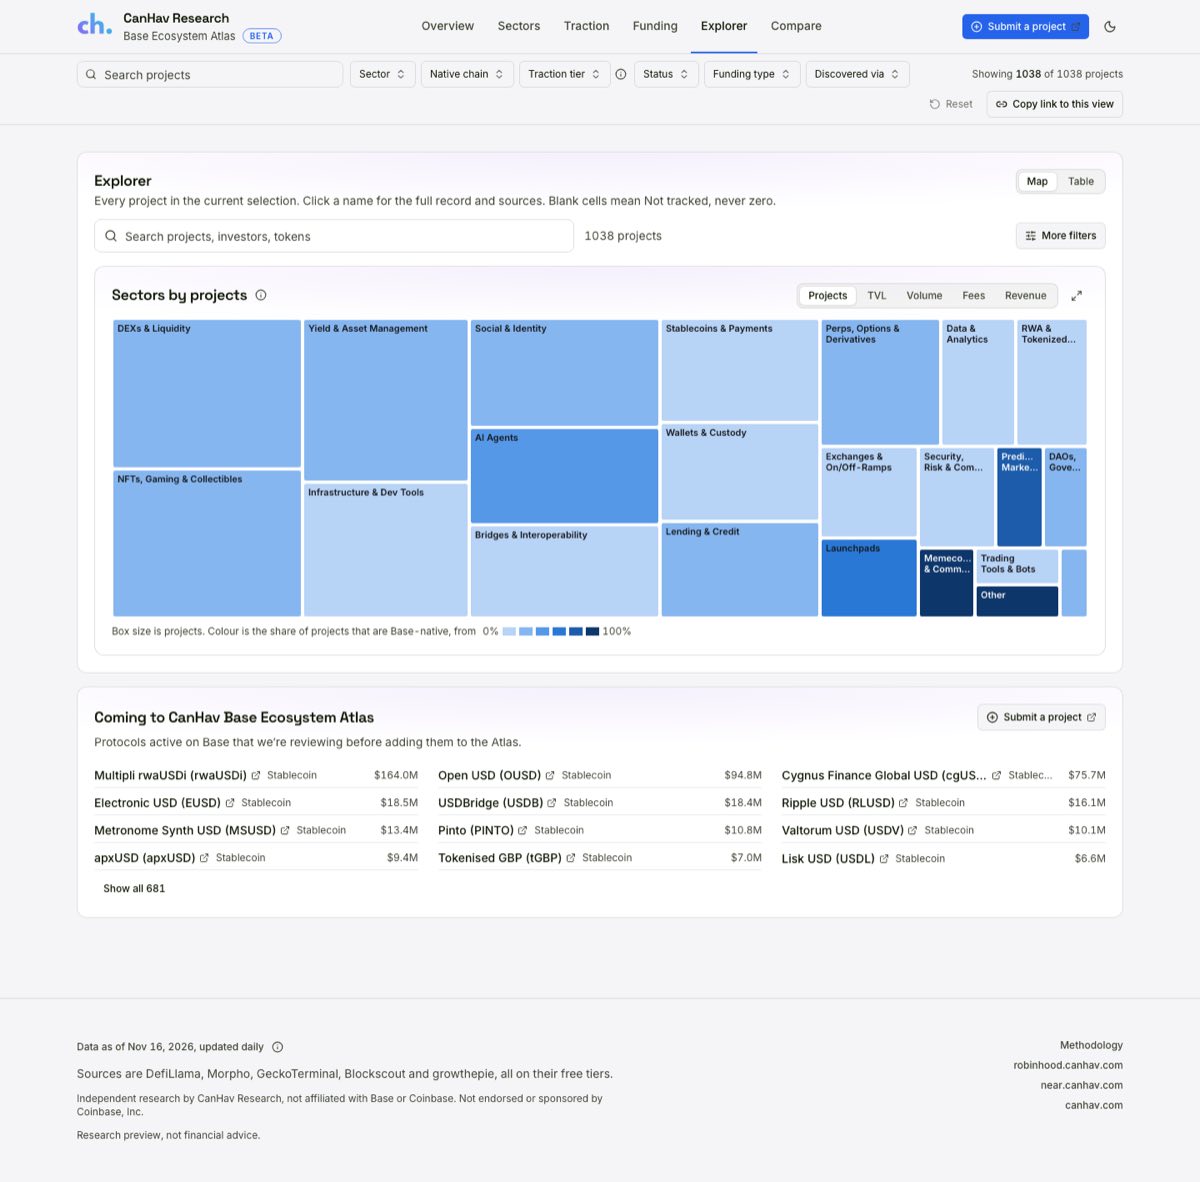 ch.
CanHav Research
Base Ecosystem Atlas BETA
Overview Sectors Traction Funding Explorer Compare
Submit a project
Search projects
Sector Native chain Traction tier Status Funding type Discovered via
Showing 1038 of 1038 projects
Reset Copy link to this view
Explorer
Every project in the current selection. Click a name for the full record and sources. Blank cells mean Not tracked, never zero.
Map Table
Search projects, investors, tokens
1038 projects
More filters
Sectors by projects
Projects TVL Volume Fees Revenue
DEXs & Liquidity
NFTs, Gaming & Collectibles
Yield & Asset Management
Infrastructure & Dev Tools
Social & Identity
AI Agents
Bridges & Interoperability
Stablecoins & Payments
Wallets & Custody
Lending & Credit
Perps, Options &
Derivatives
Data &
Analytics
RWA &
Tokenized...
Exchanges &
On/Off-Ramps
Security,
Risk & Com...
Predi...
Marke...
DAOs,
Gove...
Launchpads
Memeco...
& Comm...
Trading
Tools & Bots
Other
Box size is projects. Colour is the share of projects that are Base-native, from 0% 100%
Coming to CanHav Base Ecosystem Atlas
Submit a project
Protocols active on Base that we're reviewing before adding them to the Atlas.
Multipli rwaUSDi (rwaUSDi) Stablecoin $164.0M
Open USD (OUSD) Stablecoin $94.8M
Cygnus Finance Global USD (cgUS... Stablec... $75.7M
Electronic USD (EUSD) Stablecoin $18.5M
USDBridge (USDB) Stablecoin $18.4M
Ripple USD (RLUSD) Stablecoin $16.1M
Metronome Synth USD (MSUSD) Stablecoin $13.4M
Pinto (PINTO) Stablecoin $10.8M
Valtorum USD (USDV) Stablecoin $10.1M
apxUSD (apxUSD) Stablecoin $9.4M
Tokenised GBP (tGBP) Stablecoin $7.0M
Lisk USD (USDL) Stablecoin $6.6M
Show all 681
Data as of Nov 16, 2026, updated daily
Sources are DefiLlama, Morpho, GeckoTerminal, Blockscout and growthepie, all on their free tiers.
Independent research by CanHav Research, not affiliated with Base or Coinbase. Not endorsed or sponsored by
Coinbase, Inc.
Research preview, not financial advice.
Methodology
robinhood.canhav.com
near.canhav.com
canhav.com